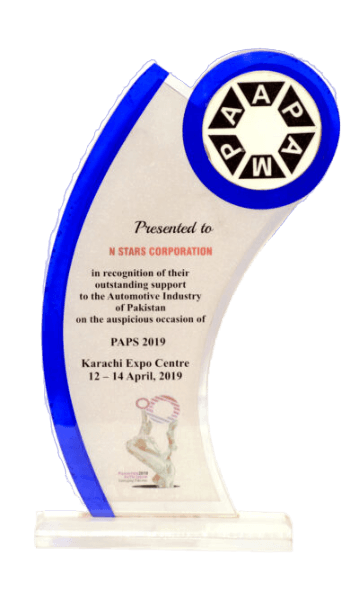 PAAPAM
Presented to
N STARS CORPORATION
in recognition of their
outstanding support
to the Automotive Industry
of Pakistan
on the auspicious occasion of
PAPS 2019
Karachi Expo Centre
12 – 14 April, 2019